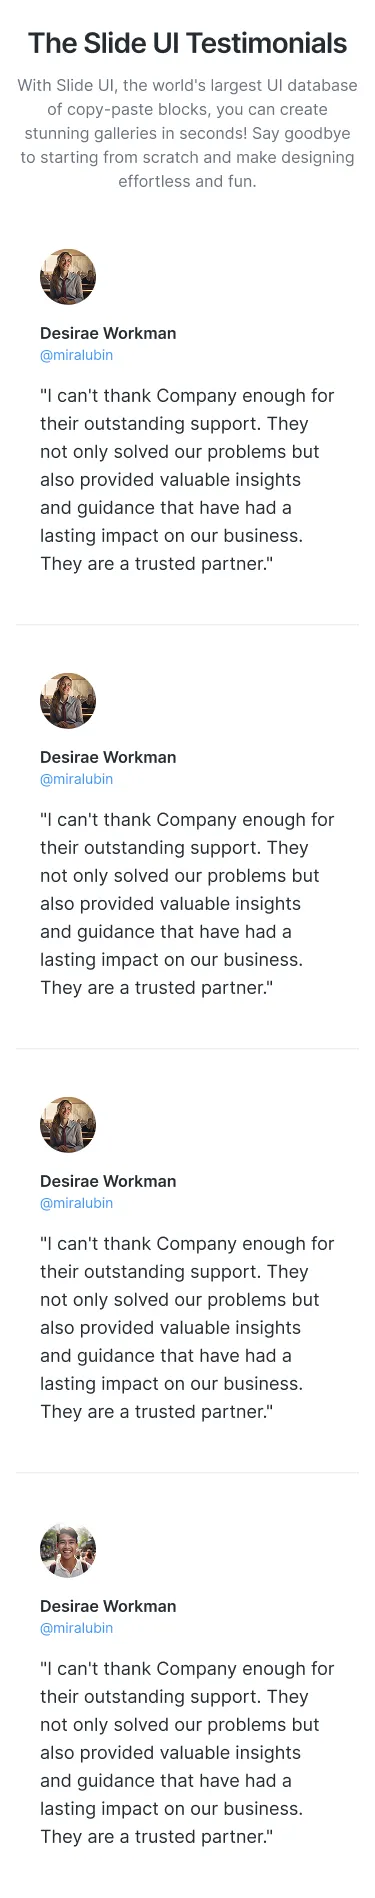 The Slide UI Testimonials
With Slide UI, the world's largest UI database
of copy-paste blocks, you can create
stunning galleries in seconds! Say goodbye
to starting from scratch and make designing
effortless and fun.
Desirae Workman
@miralubin
"I can't thank Company enough for
their outstanding support. They
not only solved our problems but
also provided valuable insights
and guidance that have had a
lasting impact on our business.
They are a trusted partner."
Desirae Workman
@miralubin
"I can't thank Company enough for
their outstanding support. They
not only solved our problems but
also provided valuable insights
and guidance that have had a
lasting impact on our business.
They are a trusted partner."
Desirae Workman
@miralubin
"I can't thank Company enough for
their outstanding support. They
not only solved our problems but
also provided valuable insights
and guidance that have had a
lasting impact on our business.
They are a trusted partner."
Desirae Workman
@miralubin
"I can't thank Company enough for
their outstanding support. They
not only solved our problems but
also provided valuable insights
and guidance that have had a
lasting impact on our business.
They are a trusted partner."